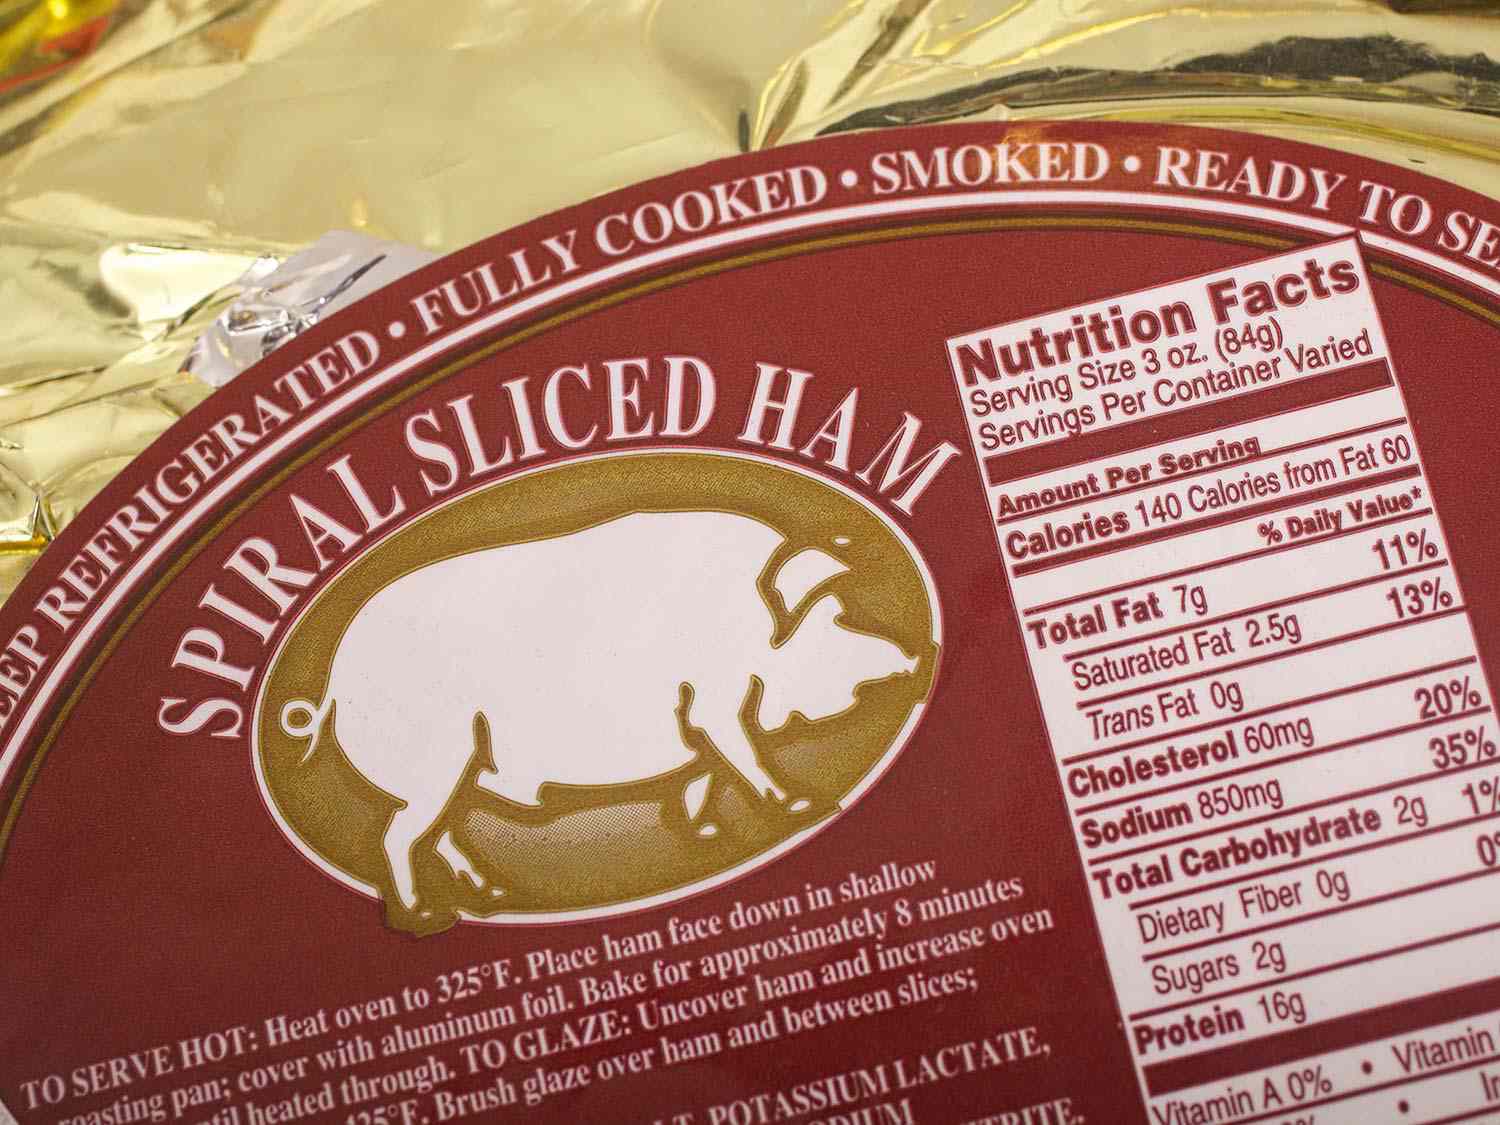 REFRIGERATED • FULLY COOKED • SMOKED • READY TO
SPIRAL SLICED HAM
TO SERVE HOT: Heat oven to 325°F. Place ham face down in shallow
roasting pan; cover with aluminum foil. Bake for approximately 8 minutes
heated through. TO GLAZE: Uncover ham and increase oven
Brush glaze over ham and between slices;
POTASSIUM LACTATE,
Nutrition Facts
Serving Size 3 oz. (84g)
Servings Per Container Varied
Amount Per Serving
Calories 140 Calories from Fat 60
% Daily Value*
Total Fat 7g 11%
Saturated Fat 2.5g 13%
Trans Fat 0g
Cholesterol 60mg 20%
Sodium 850mg 35%
Total Carbohydrate 2g 1%
Dietary Fiber 0g
Sugars 2g
Protein 16g
Vitamin A 0% • Vitamin